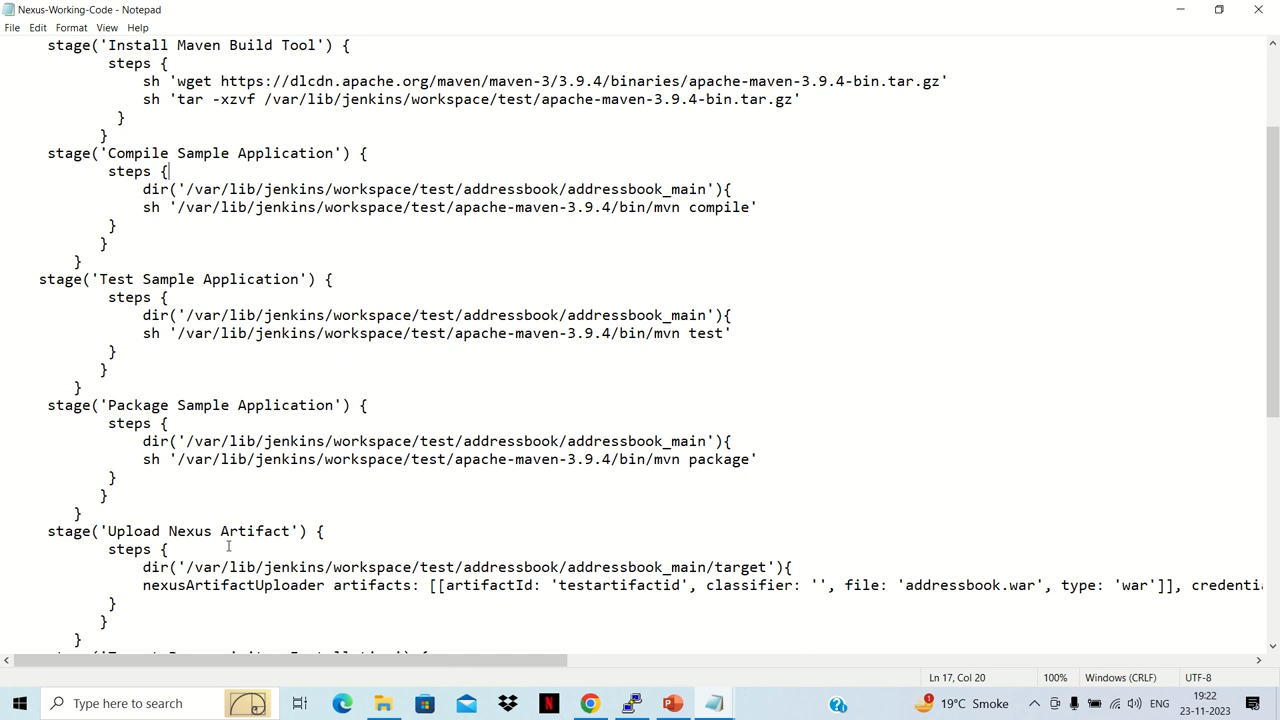 Nexus-Working-Code - Notepad
File Edit Format View Help
stage('Install Maven Build Tool') {
steps {
sh 'wget https://dlcdn.apache.org/maven/maven-3/3.9.4/binaries/apache-maven-3.9.4-bin.tar.gz'
sh 'tar -xzvf /var/lib/jenkins/workspace/test/apache-maven-3.9.4-bin.tar.gz'
}
}
stage('Compile Sample Application') {
steps {
dir('/var/lib/jenkins/workspace/test/addressbook/addressbook_main'){
sh '/var/lib/jenkins/workspace/test/apache-maven-3.9.4/bin/mvn compile'
}
}
}
stage('Test Sample Application') {
steps {
dir('/var/lib/jenkins/workspace/test/addressbook/addressbook_main'){
sh '/var/lib/jenkins/workspace/test/apache-maven-3.9.4/bin/mvn test'
}
}
}
stage('Package Sample Application') {
steps {
dir('/var/lib/jenkins/workspace/test/addressbook/addressbook_main'){
sh '/var/lib/jenkins/workspace/test/apache-maven-3.9.4/bin/mvn package'
}
}
}
stage('Upload Nexus Artifact') {
steps {
dir('/var/lib/jenkins/workspace/test/addressbook/addressbook_main/target'){
nexusArtifactUploader artifacts: [[artifactId: 'testartifactid', classifier: '', file: 'addressbook.war', type: 'war']], credentia
}
}
}
Ln 17, Col 20 100% Windows (CRLF) UTF-8
Type here to search
1 19°C Smoke ENG
19:22
23-11-2023